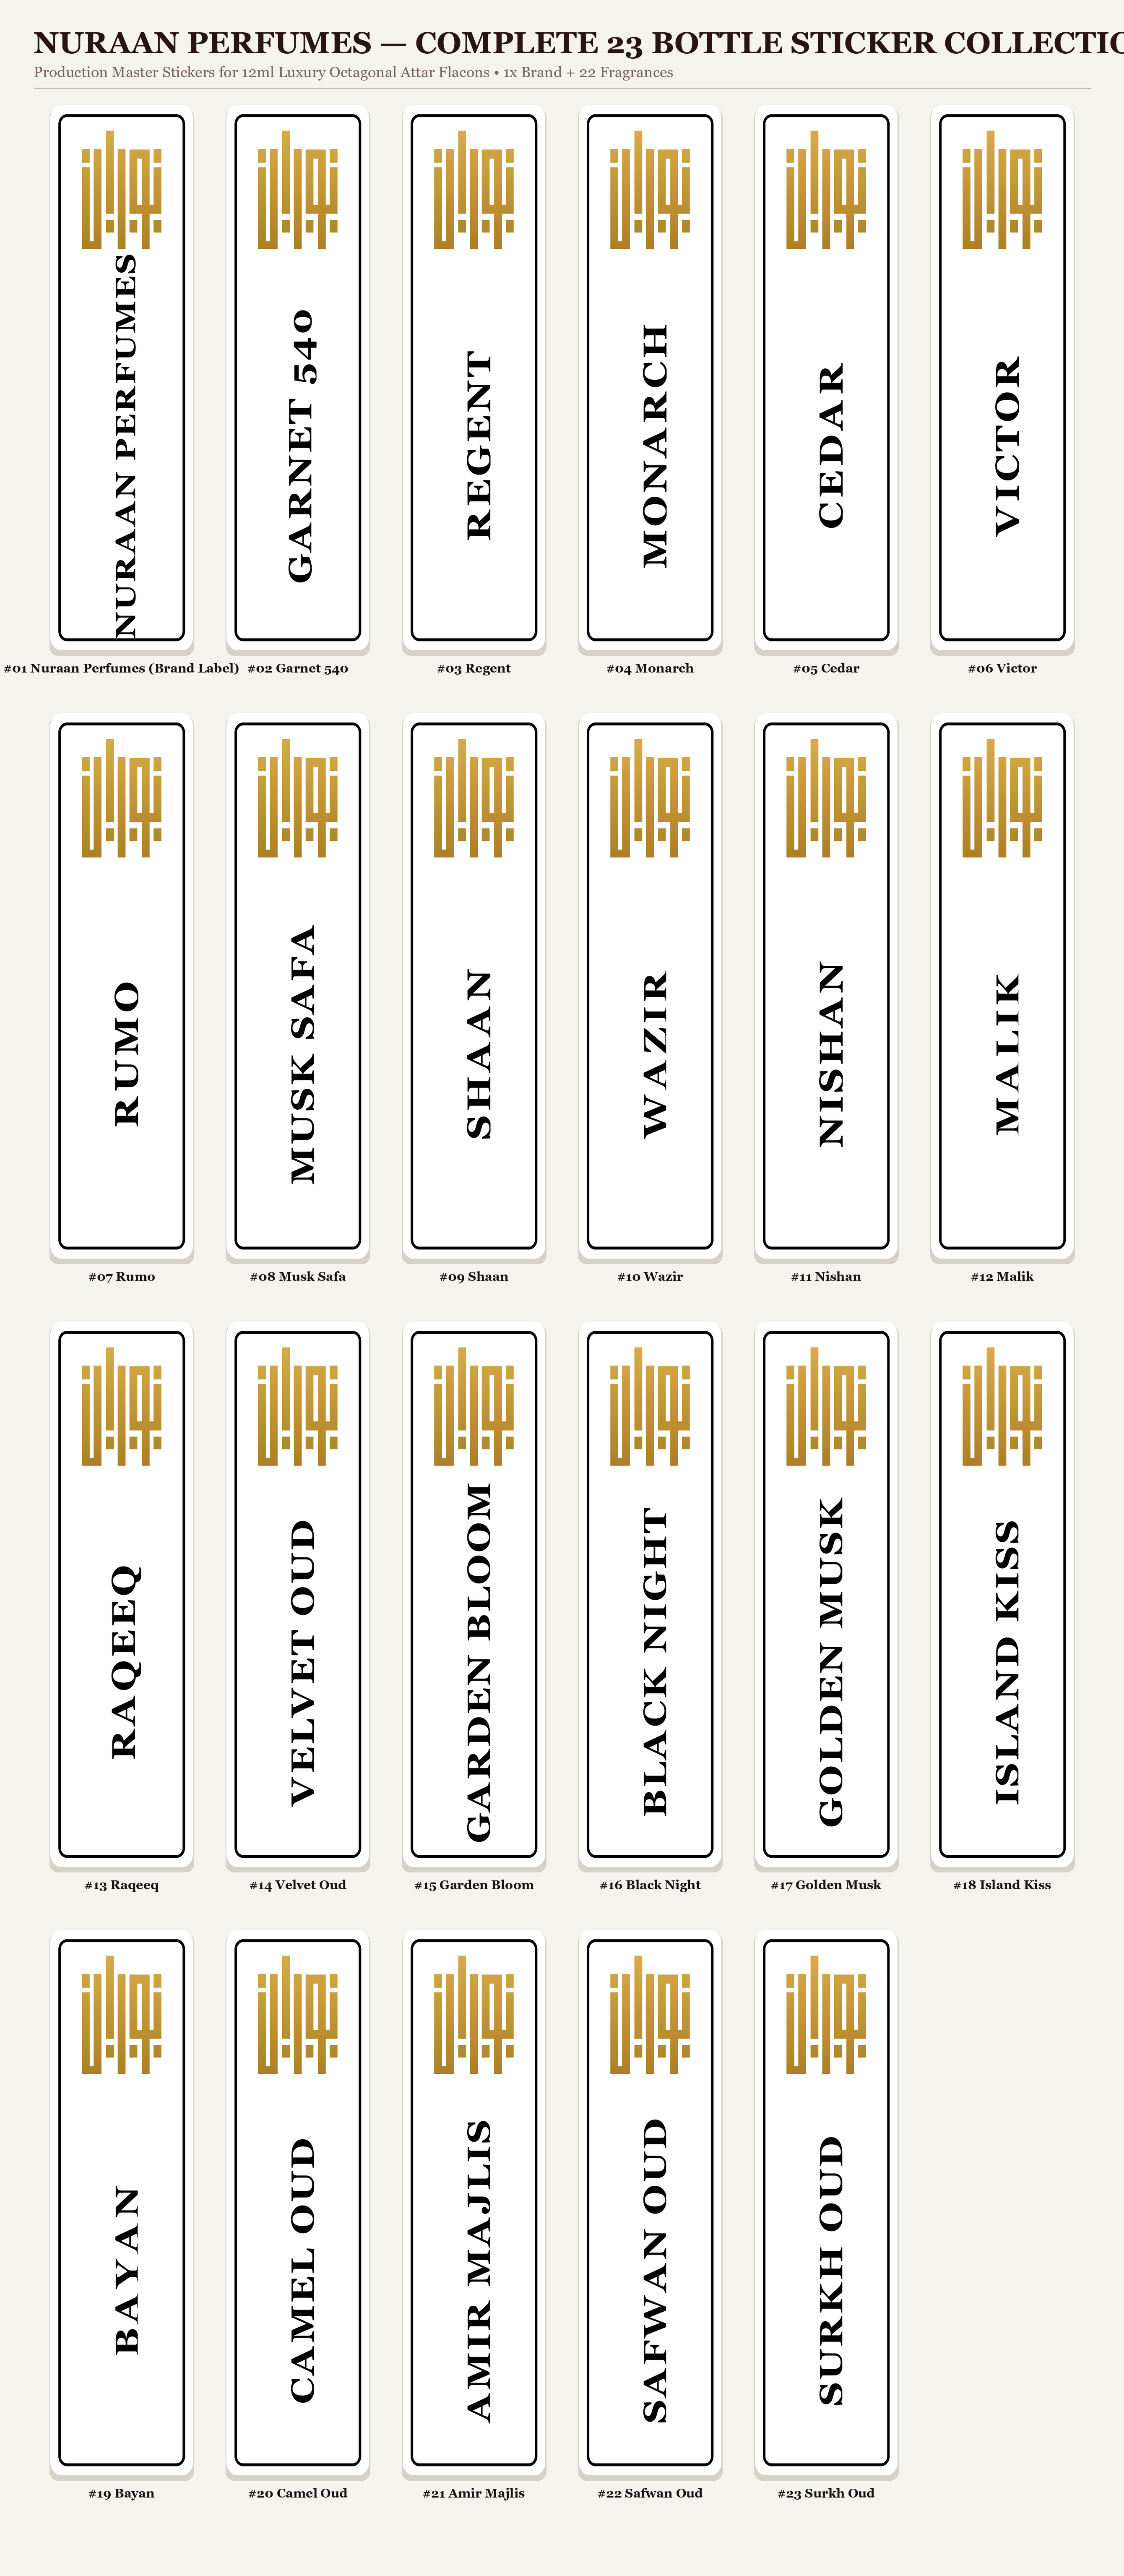 NURAAN PERFUMES — COMPLETE 23 BOTTLE STICKER COLLECTIO
Production Master Stickers for 12ml Luxury Octagonal Attar Flacons • 1x Brand + 22 Fragrances
NURAAN PERFUMES
GARNET 540
REGENT
MONARCH
CEDAR
VICTOR
#01 Nuraan Perfumes (Brand Label)
#02 Garnet 540
#03 Regent
#04 Monarch
#05 Cedar
#06 Victor
RUMO
MUSK SAFA
SHAAN
WAZIR
NISHAN
MALIK
#07 Rumo
#08 Musk Safa
#09 Shaan
#10 Wazir
#11 Nishan
#12 Malik
RAQEEQ
VELVET OUD
GARDEN BLOOM
BLACK NIGHT
GOLDEN MUSK
ISLAND KISS
#13 Raqeeq
#14 Velvet Oud
#15 Garden Bloom
#16 Black Night
#17 Golden Musk
#18 Island Kiss
BAYAN
CAMEL OUD
AMIR MAJLIS
SAFWAN OUD
SURKH OUD
#19 Bayan
#20 Camel Oud
#21 Amir Majlis
#22 Safwan Oud
#23 Surkh Oud